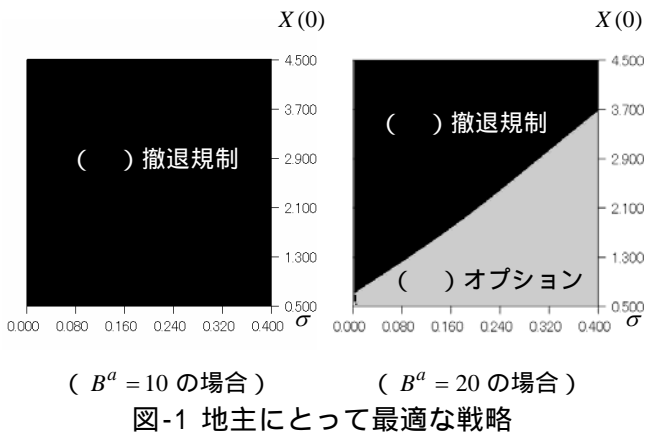 X(0)
X(0)
4.500
3.700
2.900
2.100
1.300
0.500
( ) 撤退規制
0.000 0.080 0.160 0.240 0.320 0.400 σ
4.500
3.700
2.900
2.100
1.300
0.500
( ) 撤退規制
( ) オプション
0.000 0.080 0.160 0.240 0.320 0.400 σ
( Bᵃ = 10 の場合 )
( Bᵃ = 20 の場合 )
図-1 地主にとって最適な戦略